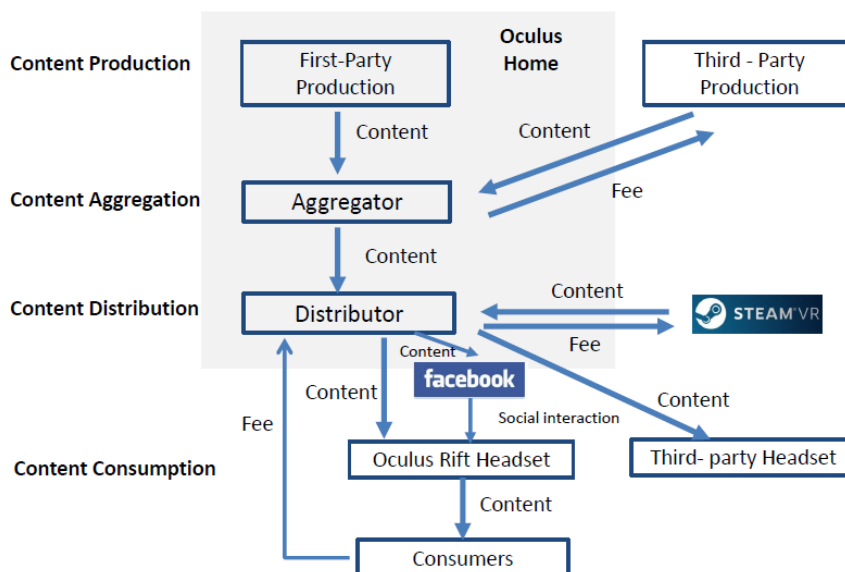 Oculus
Home
Content Production
First-Party
Production
Third - Party
Production
Content
Content
Content Aggregation
Aggregator
Fee
Content
Content Distribution
Distributor
Content
STEAM®VR
Fee
Content
facebook
Content
Content
Fee
Social interaction
Content Consumption
Oculus Rift Headset
Third- party Headset
Content
Consumers